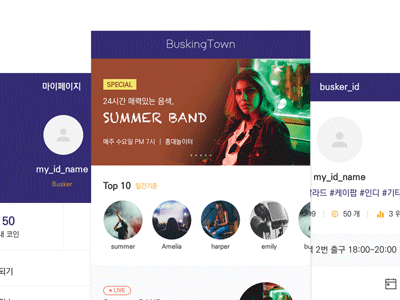 마이페이지
my_id_name
Busker
50
내 코인
되기
BuskingTown
SPECIAL
24시간 매력있는 음색,
SUMMER BAND
매주 수요일 PM 7시 | 홍대놀이터
Top 10 일간기준
summer
Amelia
harper
emily
LIVE
busker_id
my_id_name
#케이팝 #인디 #기타
50 개
3 위
2번 출구 18:00~20:00